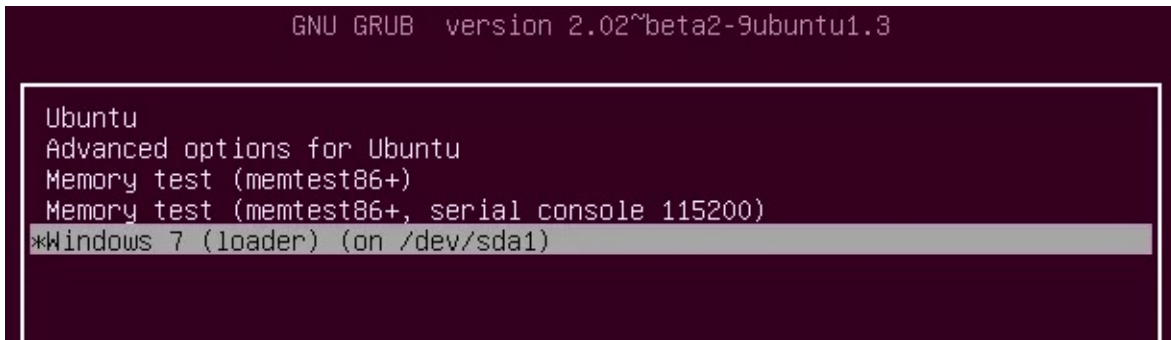 GNU GRUB version 2.02~beta2-9ubuntu1.3
Ubuntu
Advanced options for Ubuntu
Memory test (memtest86+)
Memory test (memtest86+, serial console 115200)
*Windows 7 (loader) (on /dev/sda1)